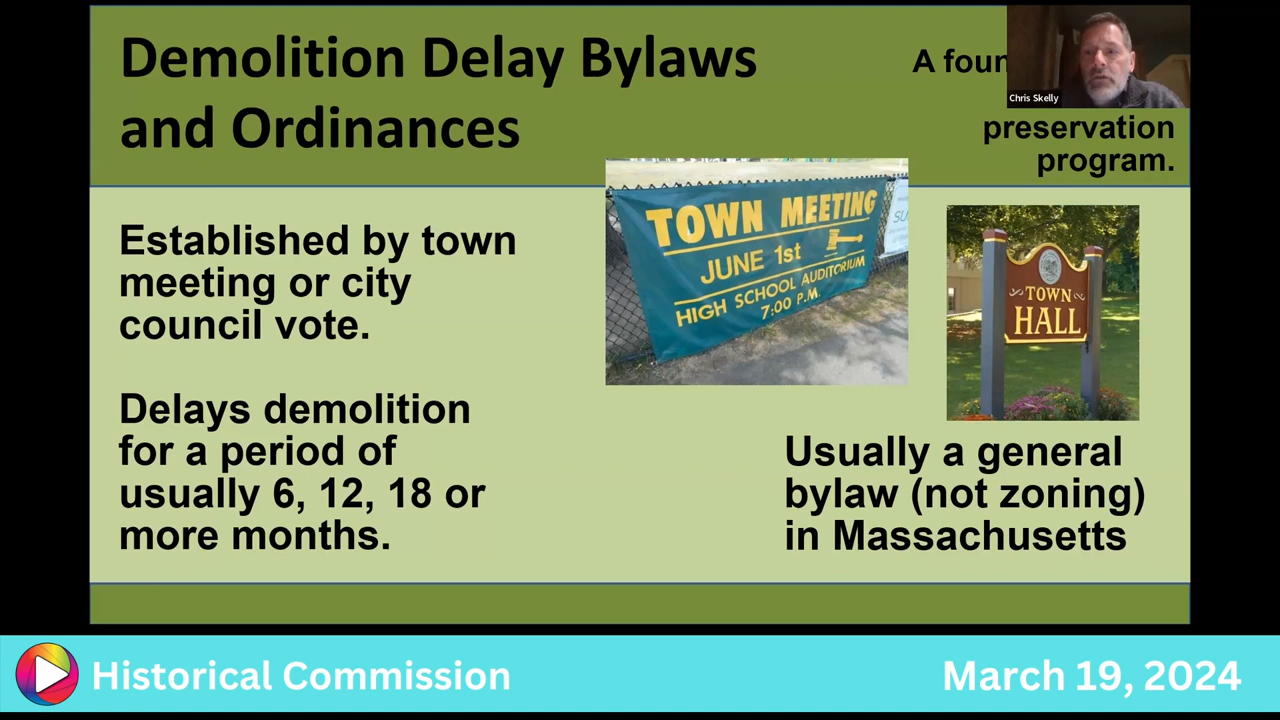 Demolition Delay Bylaws
and Ordinances
A foun
Chris Skelly
preservation
program.
TOWN MEETING
JUNE 1st
HIGH SCHOOL AUDITORIUM
7:00 P.M.
SU
TOWN
HALL
Established by town
meeting or city
council vote.
Delays demolition
for a period of
usually 6, 12, 18 or
more months.
Usually a general
bylaw (not zoning)
in Massachusetts
Historical Commission
March 19, 2024